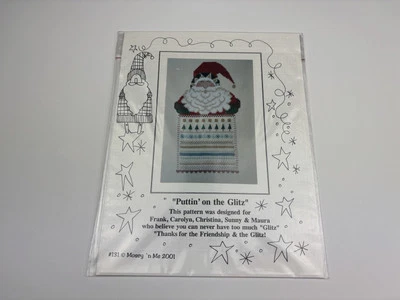 "Puttin' on the Glitz"
This pattern was designed for
Frank, Carolyn, Christina, Sunny & Maura
who believe you can never have too much "Glitz"
"Thanks for the Friendship & the Glitz!
#131 © Mosey 'n Me 2001